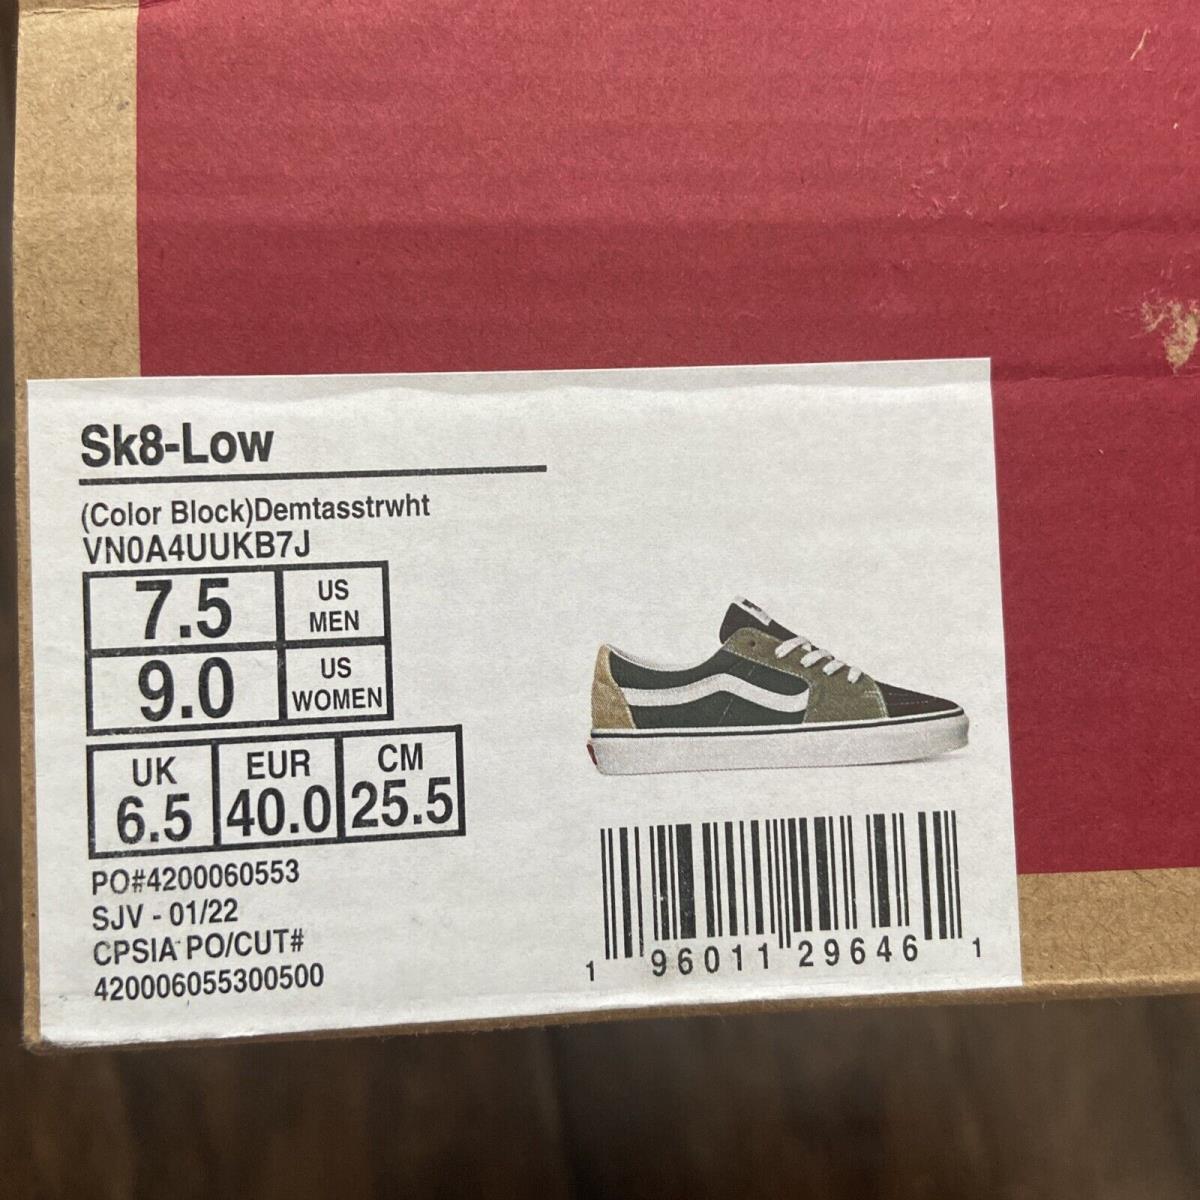 Sk8-Low
(Color Block)Demtasstrwht
VN0A4UUKB7J
7.5 US MEN
9.0 US WOMEN
UK EUR CM
6.5 40.0 25.5
PO#4200060553
SJV - 01/22
CPSIA PO/CUT#
420006055300500
1 96011 29646 1